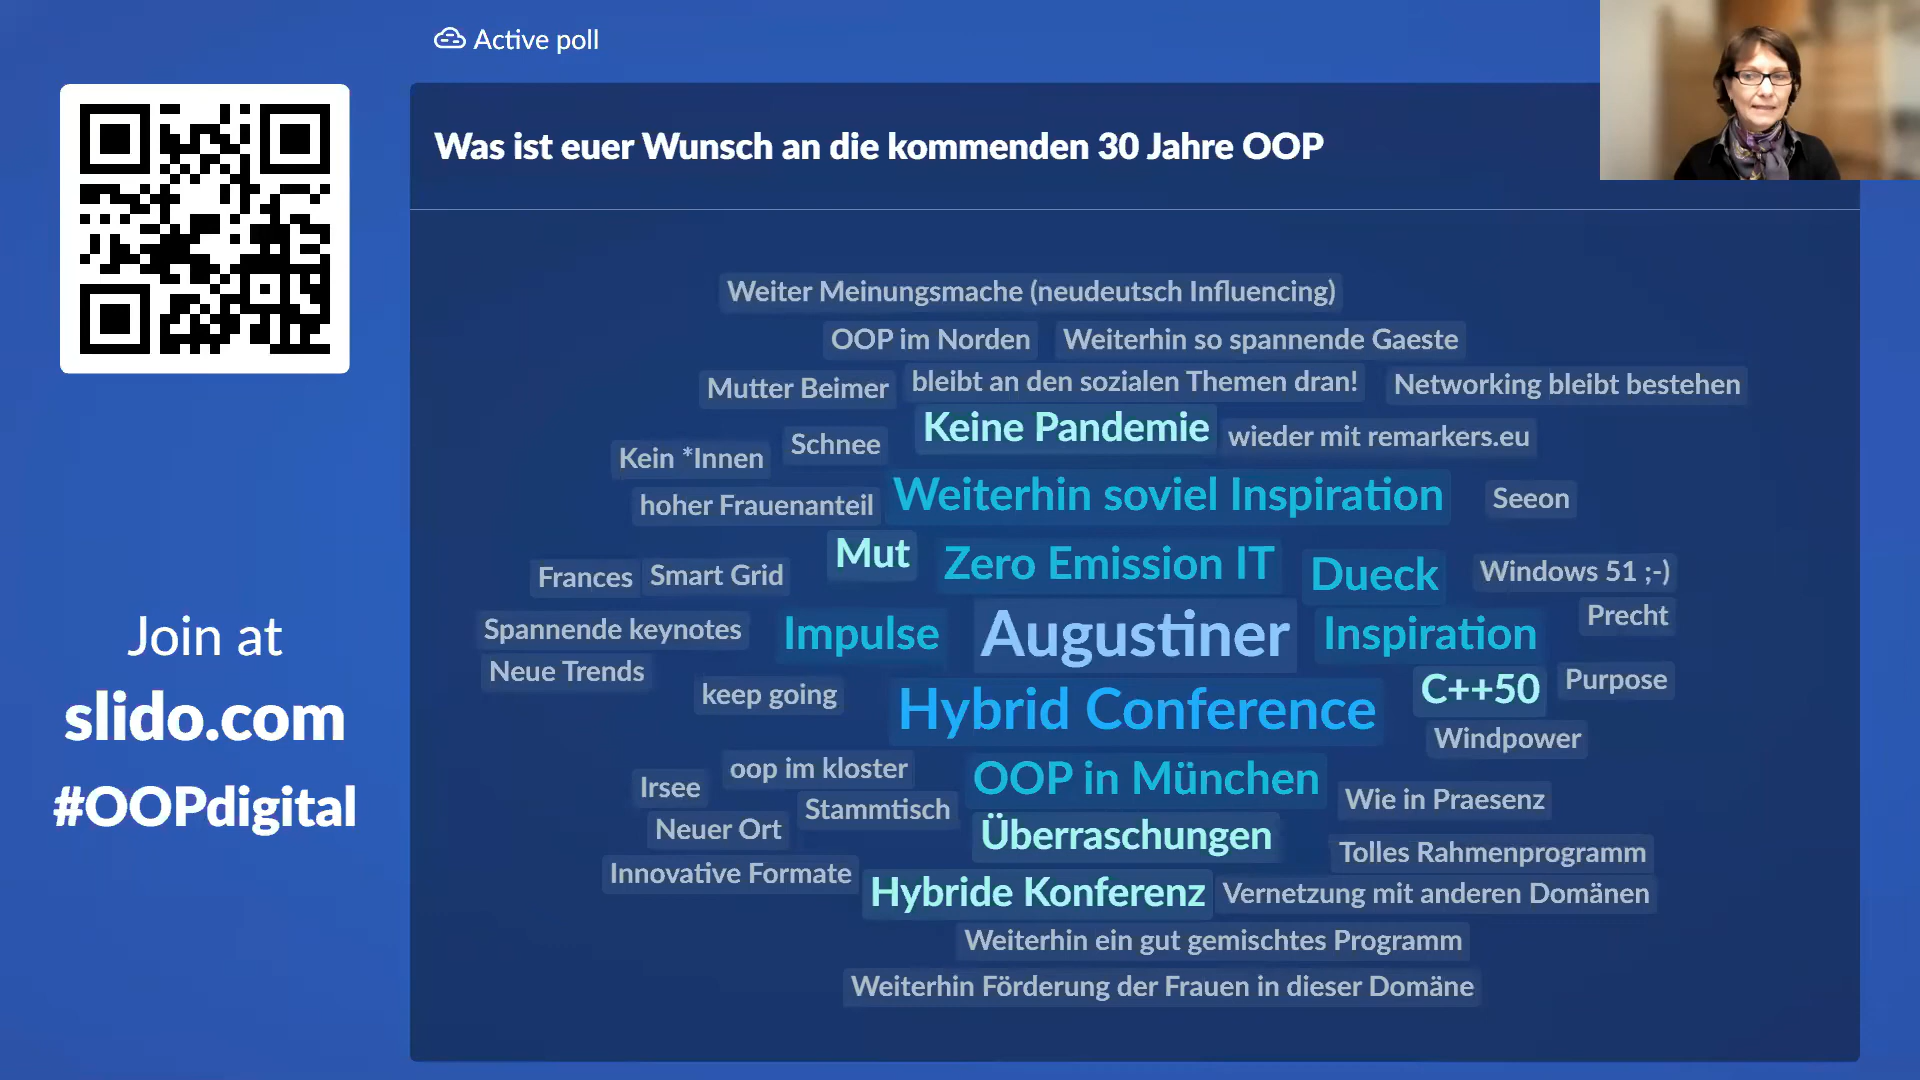 Active poll
Was ist euer Wunsch an die kommenden 30 Jahre OOP
Join at
slido.com
#OOPdigital
Weiter Meinungsmache (neudeutsch Influencing)
OOP im Norden
Weiterhin so spannende Gaeste
Mutter Beimer
bleibt an den sozialen Themen dran!
Networking bleibt bestehen
Keine Pandemie
wieder mit remarkers.eu
Kein *Innen
Schnee
hoher Frauenanteil
Weiterhin soviel Inspiration
Seeon
Mut
Zero Emission IT
Dueck
Windows 51 ;-)
Frances
Smart Grid
Precht
Spannende keynotes
Impulse
Augustiner
Inspiration
Neue Trends
keep going
Hybrid Conference
C++50
Purpose
Windpower
oop im kloster
Irsee
OOP in München
Stammtisch
Wie in Praesenz
Neuer Ort
Überraschungen
Tolles Rahmenprogramm
Innovative Formate
Hybride Konferenz
Vernetzung mit anderen Domänen
Weiterhin ein gut gemischtes Programm
Weiterhin Förderung der Frauen in dieser Domäne